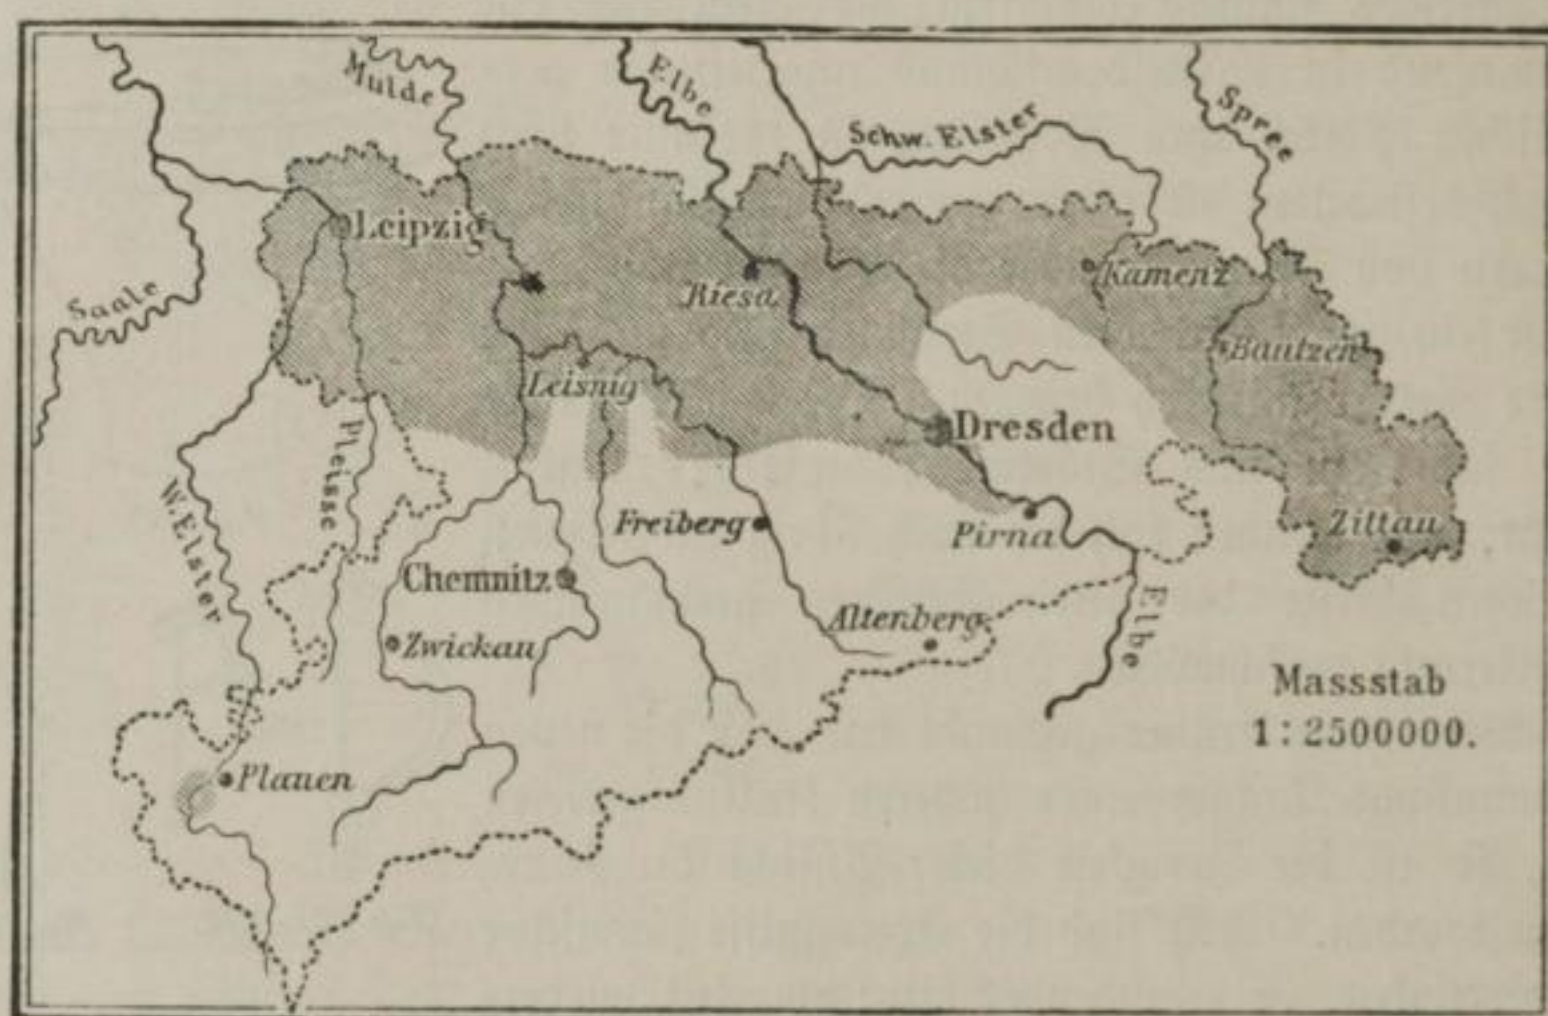 Mulde
Elbe
Schw. Elster
Spree
Saale
Leipzig
Riesa
Kamenz
Bautzen
Leisnig
Dresden
Pleisse
W. Elster
Freiberg
Pirna
Zittau
Chemnitz
Altenberg
Elbe
Zwickau
Massstab
1:2500000.
Plauen